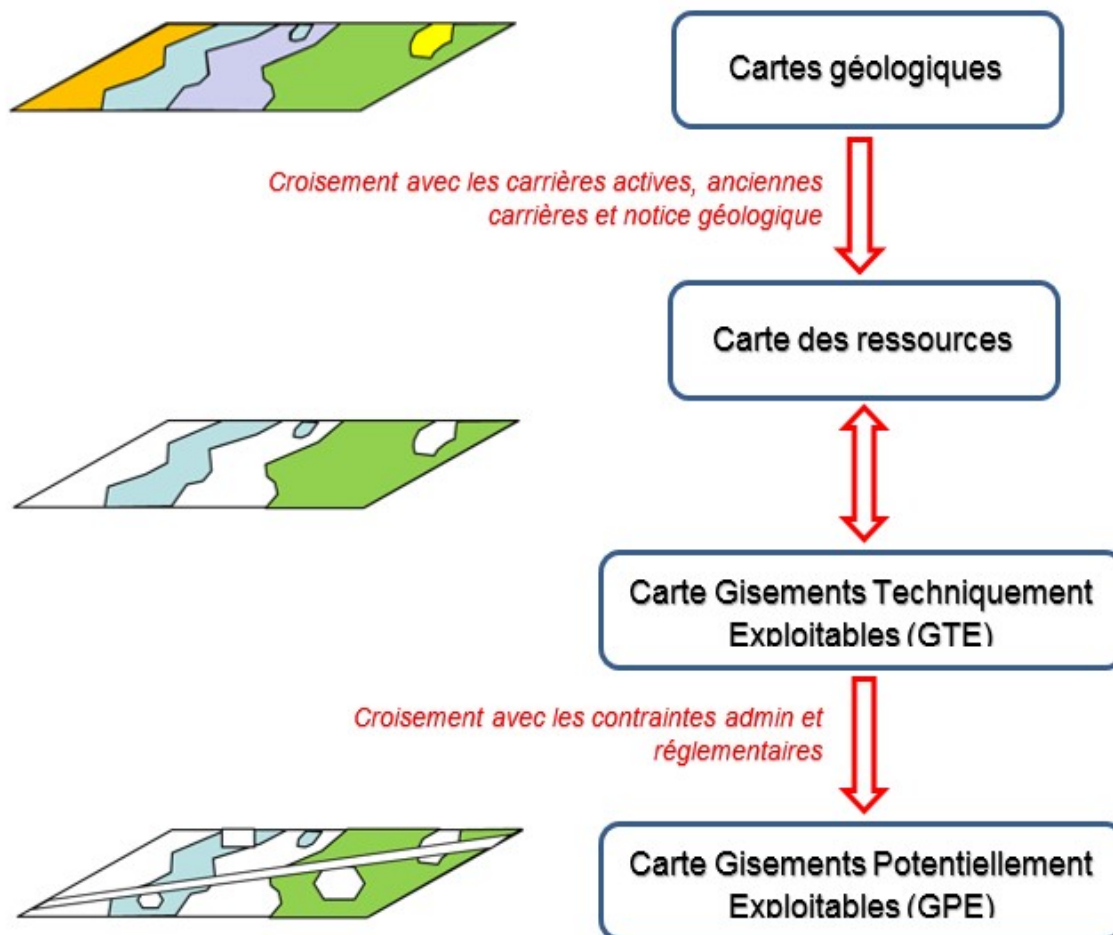 Cartes géologiques
Croisement avec les carrières actives, anciennes
carrières et notice géologique
Carte des ressources
Carte Gisements Techniquement
Exploitables (GTE)
Croisement avec les contraintes admin et
réglementaires
Carte Gisements Potentiellement
Exploitables (GPE)